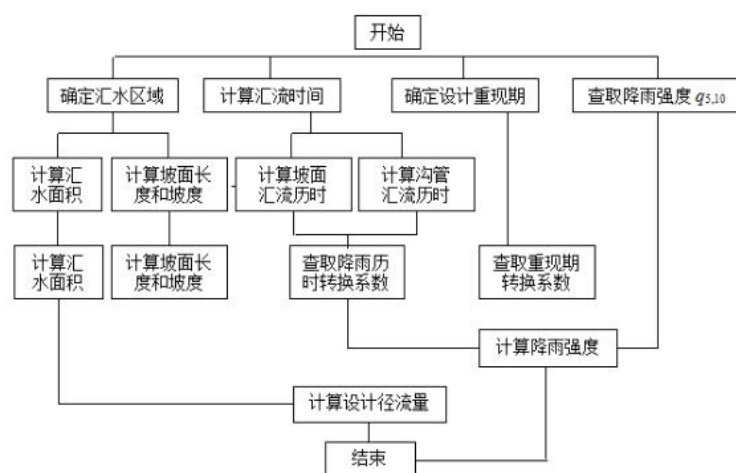 开始
确定汇水区域
计算汇流时间
确定设计重现期
查取降雨强度 q5,10
计算汇
水面积
计算坡面长
度和坡度
计算坡面
汇流历时
计算沟管
汇流历时
计算汇
水面积
计算坡面长
度和坡度
查取降雨历
时转换系数
查取重现期
转换系数
计算降雨强度
计算设计径流量
结束